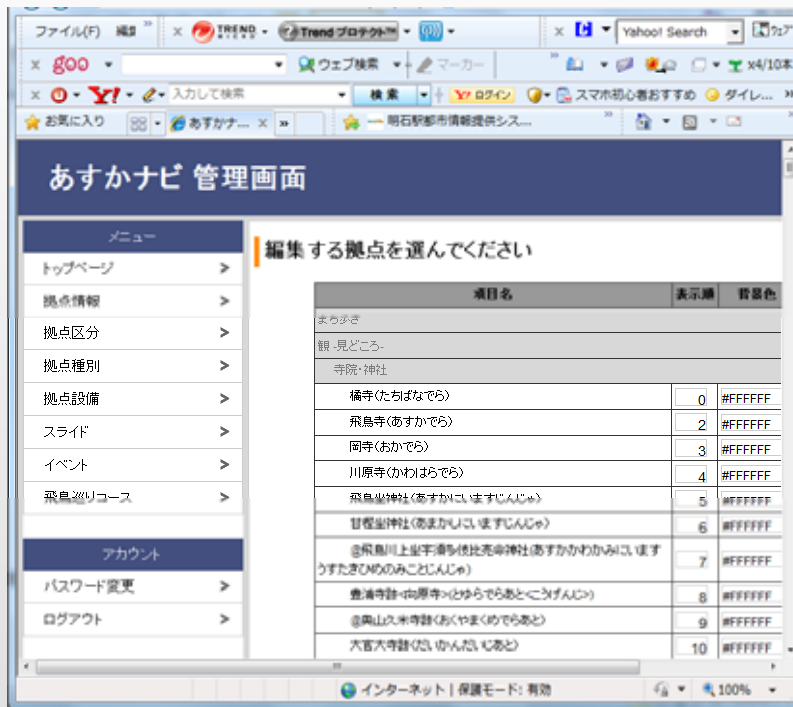 ファイル(F) 編集 » × TREND MICRO Trend プロテクト™ × Yahoo! Search ウェブ
× goo ウェブ検索 マーカー » x4/10本
× Y! 入力して検索 検索 Y! ログイン スマホ初心者おすすめ ダイレ... »
お気に入り あすかナ... × » 明石駅都市情報提供シス... »
あすかナビ 管理画面
メニュー
トップページ >
拠点情報 >
拠点区分 >
拠点種別 >
拠点設備 >
スライド >
イベント >
飛鳥巡りコース >
アカウント
パスワード変更 >
ログアウト >
編集する拠点を選んでください
項目名 表示順 背景色
まちあるき
観 -見どころ-
寺院・神社
橘寺(たちばなでら) 0 #FFFFFF
飛鳥寺(あすかでら) 2 #FFFFFF
岡寺(おかでら) 3 #FFFFFF
川原寺(かわはらでら) 4 #FFFFFF
飛鳥坐神社(あすかにいますじんじゃ) 5 #FFFFFF
甘樫坐神社(あまかしにいますじんじゃ) 6 #FFFFFF
@飛鳥川上坐宇須多伎比売命神社(あすかかわかみにいます
うすたきひめのみことじんじゃ) 7 #FFFFFF
豊浦寺跡<向原寺>(とゆらでらあと<こうげんじ>) 8 #FFFFFF
@奥山久米寺跡(おくやまくめでらあと) 9 #FFFFFF
大官大寺跡(だいかんだいじあと) 10 #FFFFFF
インターネット | 保護モード: 有効 100%